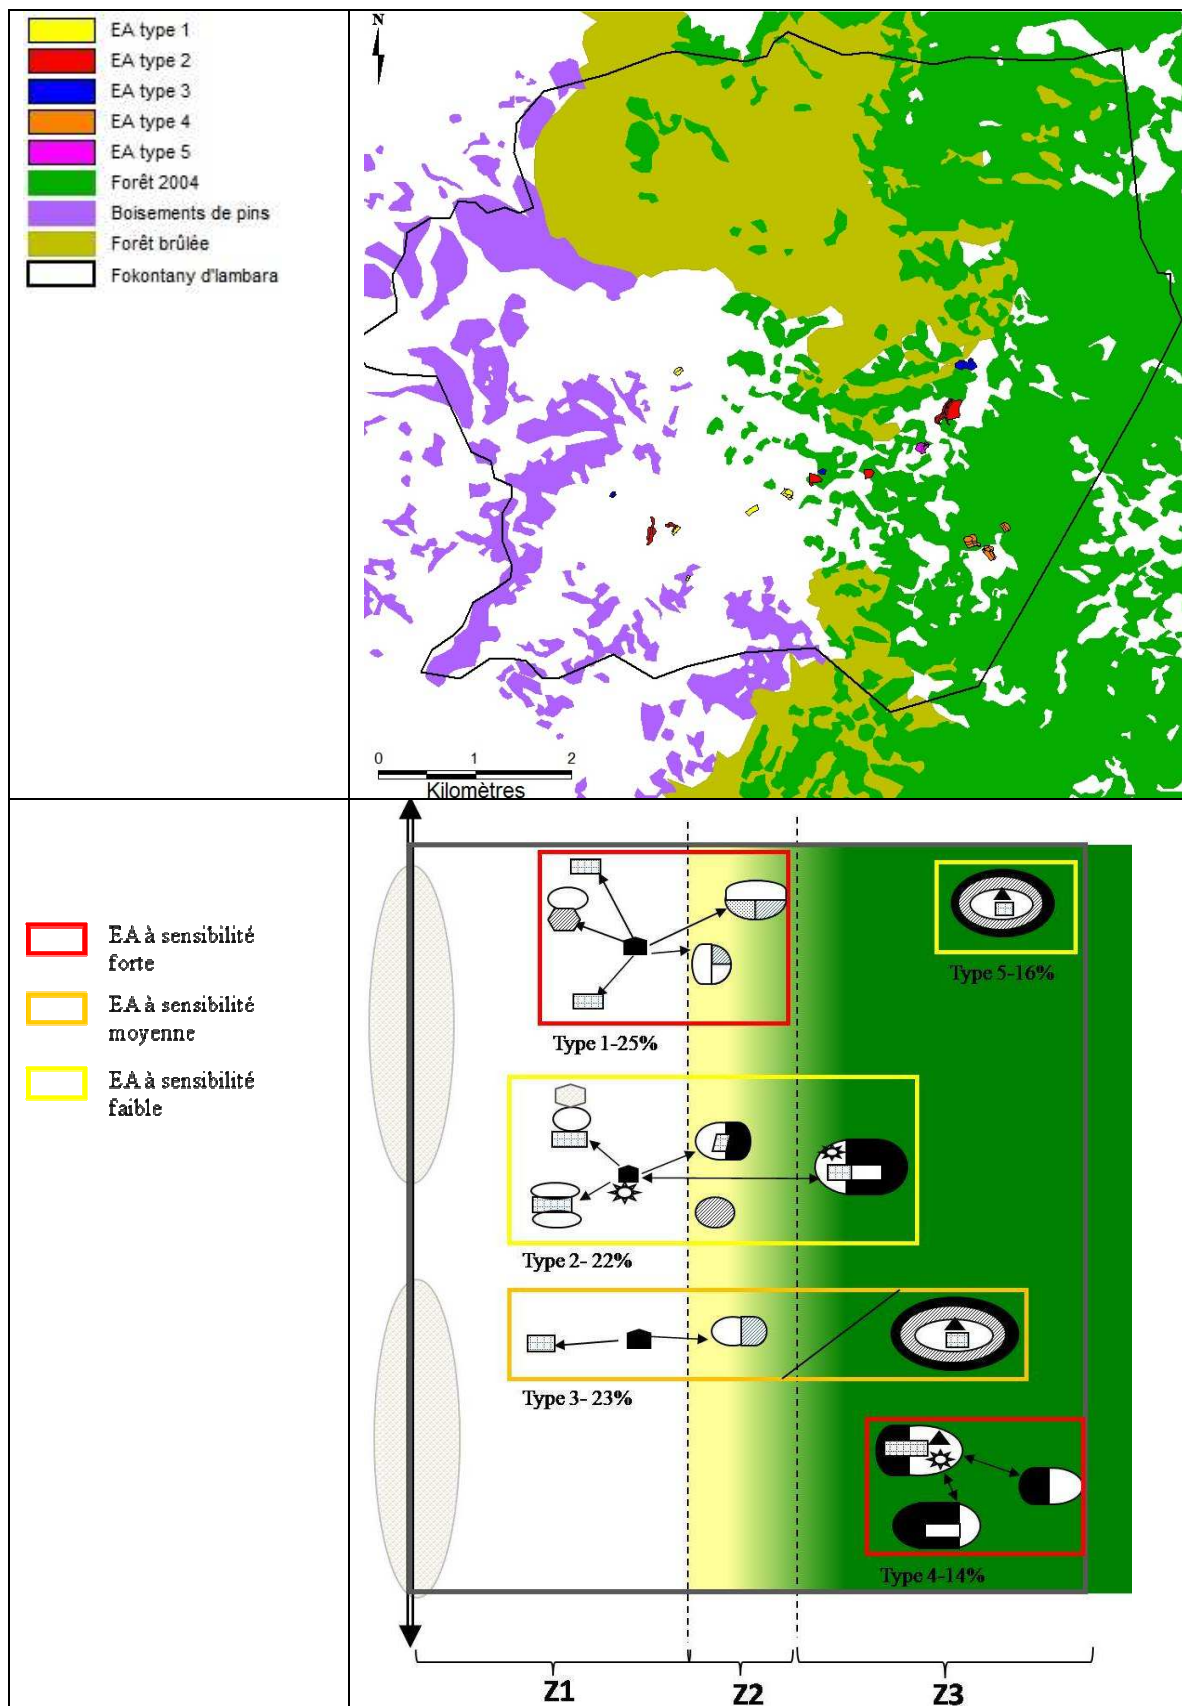 EA type 1
EA type 2
EA type 3
EA type 4
EA type 5
Forêt 2004
Boisements de pins
Forêt brûlée
Fokontany d'Iambara
N
0 1 2
Kilomètres
EA à sensibilité
forte
EA à sensibilité
moyenne
EA à sensibilité
faible
Type 5-16%
Type 1-25%
Type 2- 22%
Type 3- 23%
Type 4-14%
Z1 Z2 Z3